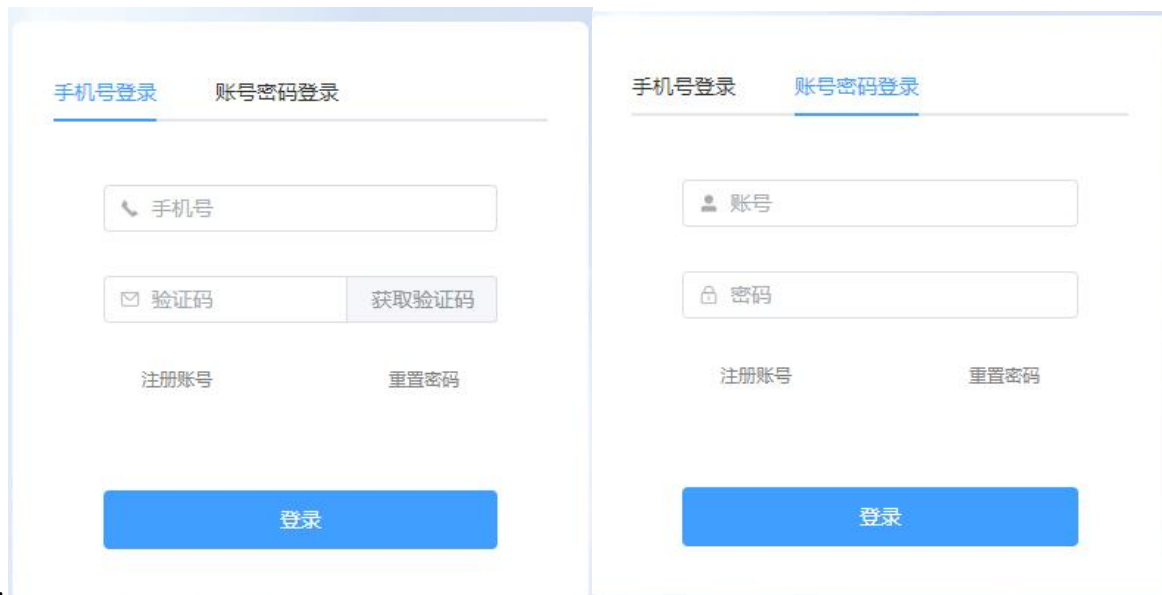 手机号登录 账号密码登录
手机号
验证码 获取验证码
注册账号 重置密码
登录
手机号登录 账号密码登录
账号
密码
注册账号 重置密码
登录